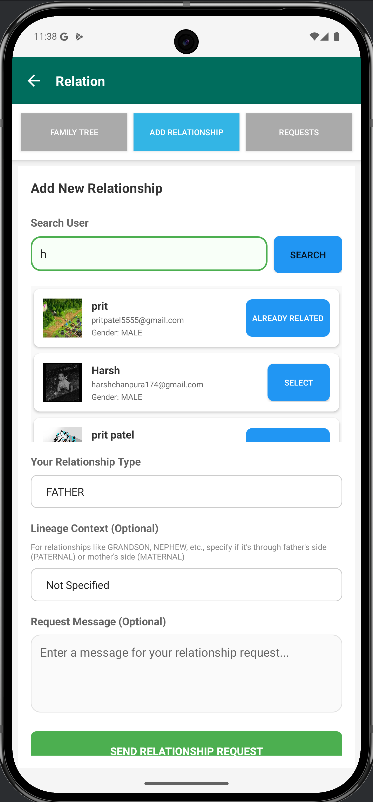 11:38 G
Relation
FAMILY TREE
ADD RELATIONSHIP
REQUESTS
Add New Relationship
Search User
h
SEARCH
prit
pritpatel5555@gmail.com
Gender: MALE
ALREADY RELATED
Harsh
harshchanpura174@gmail.com
Gender: MALE
SELECT
prit patel
Your Relationship Type
FATHER
Lineage Context (Optional)
For relationships like GRANDSON, NEPHEW, etc., specify if it's through father's side
(PATERNAL) or mother's side (MATERNAL)
Not Specified
Request Message (Optional)
Enter a message for your relationship request...
SEND RELATIONSHIP REQUEST